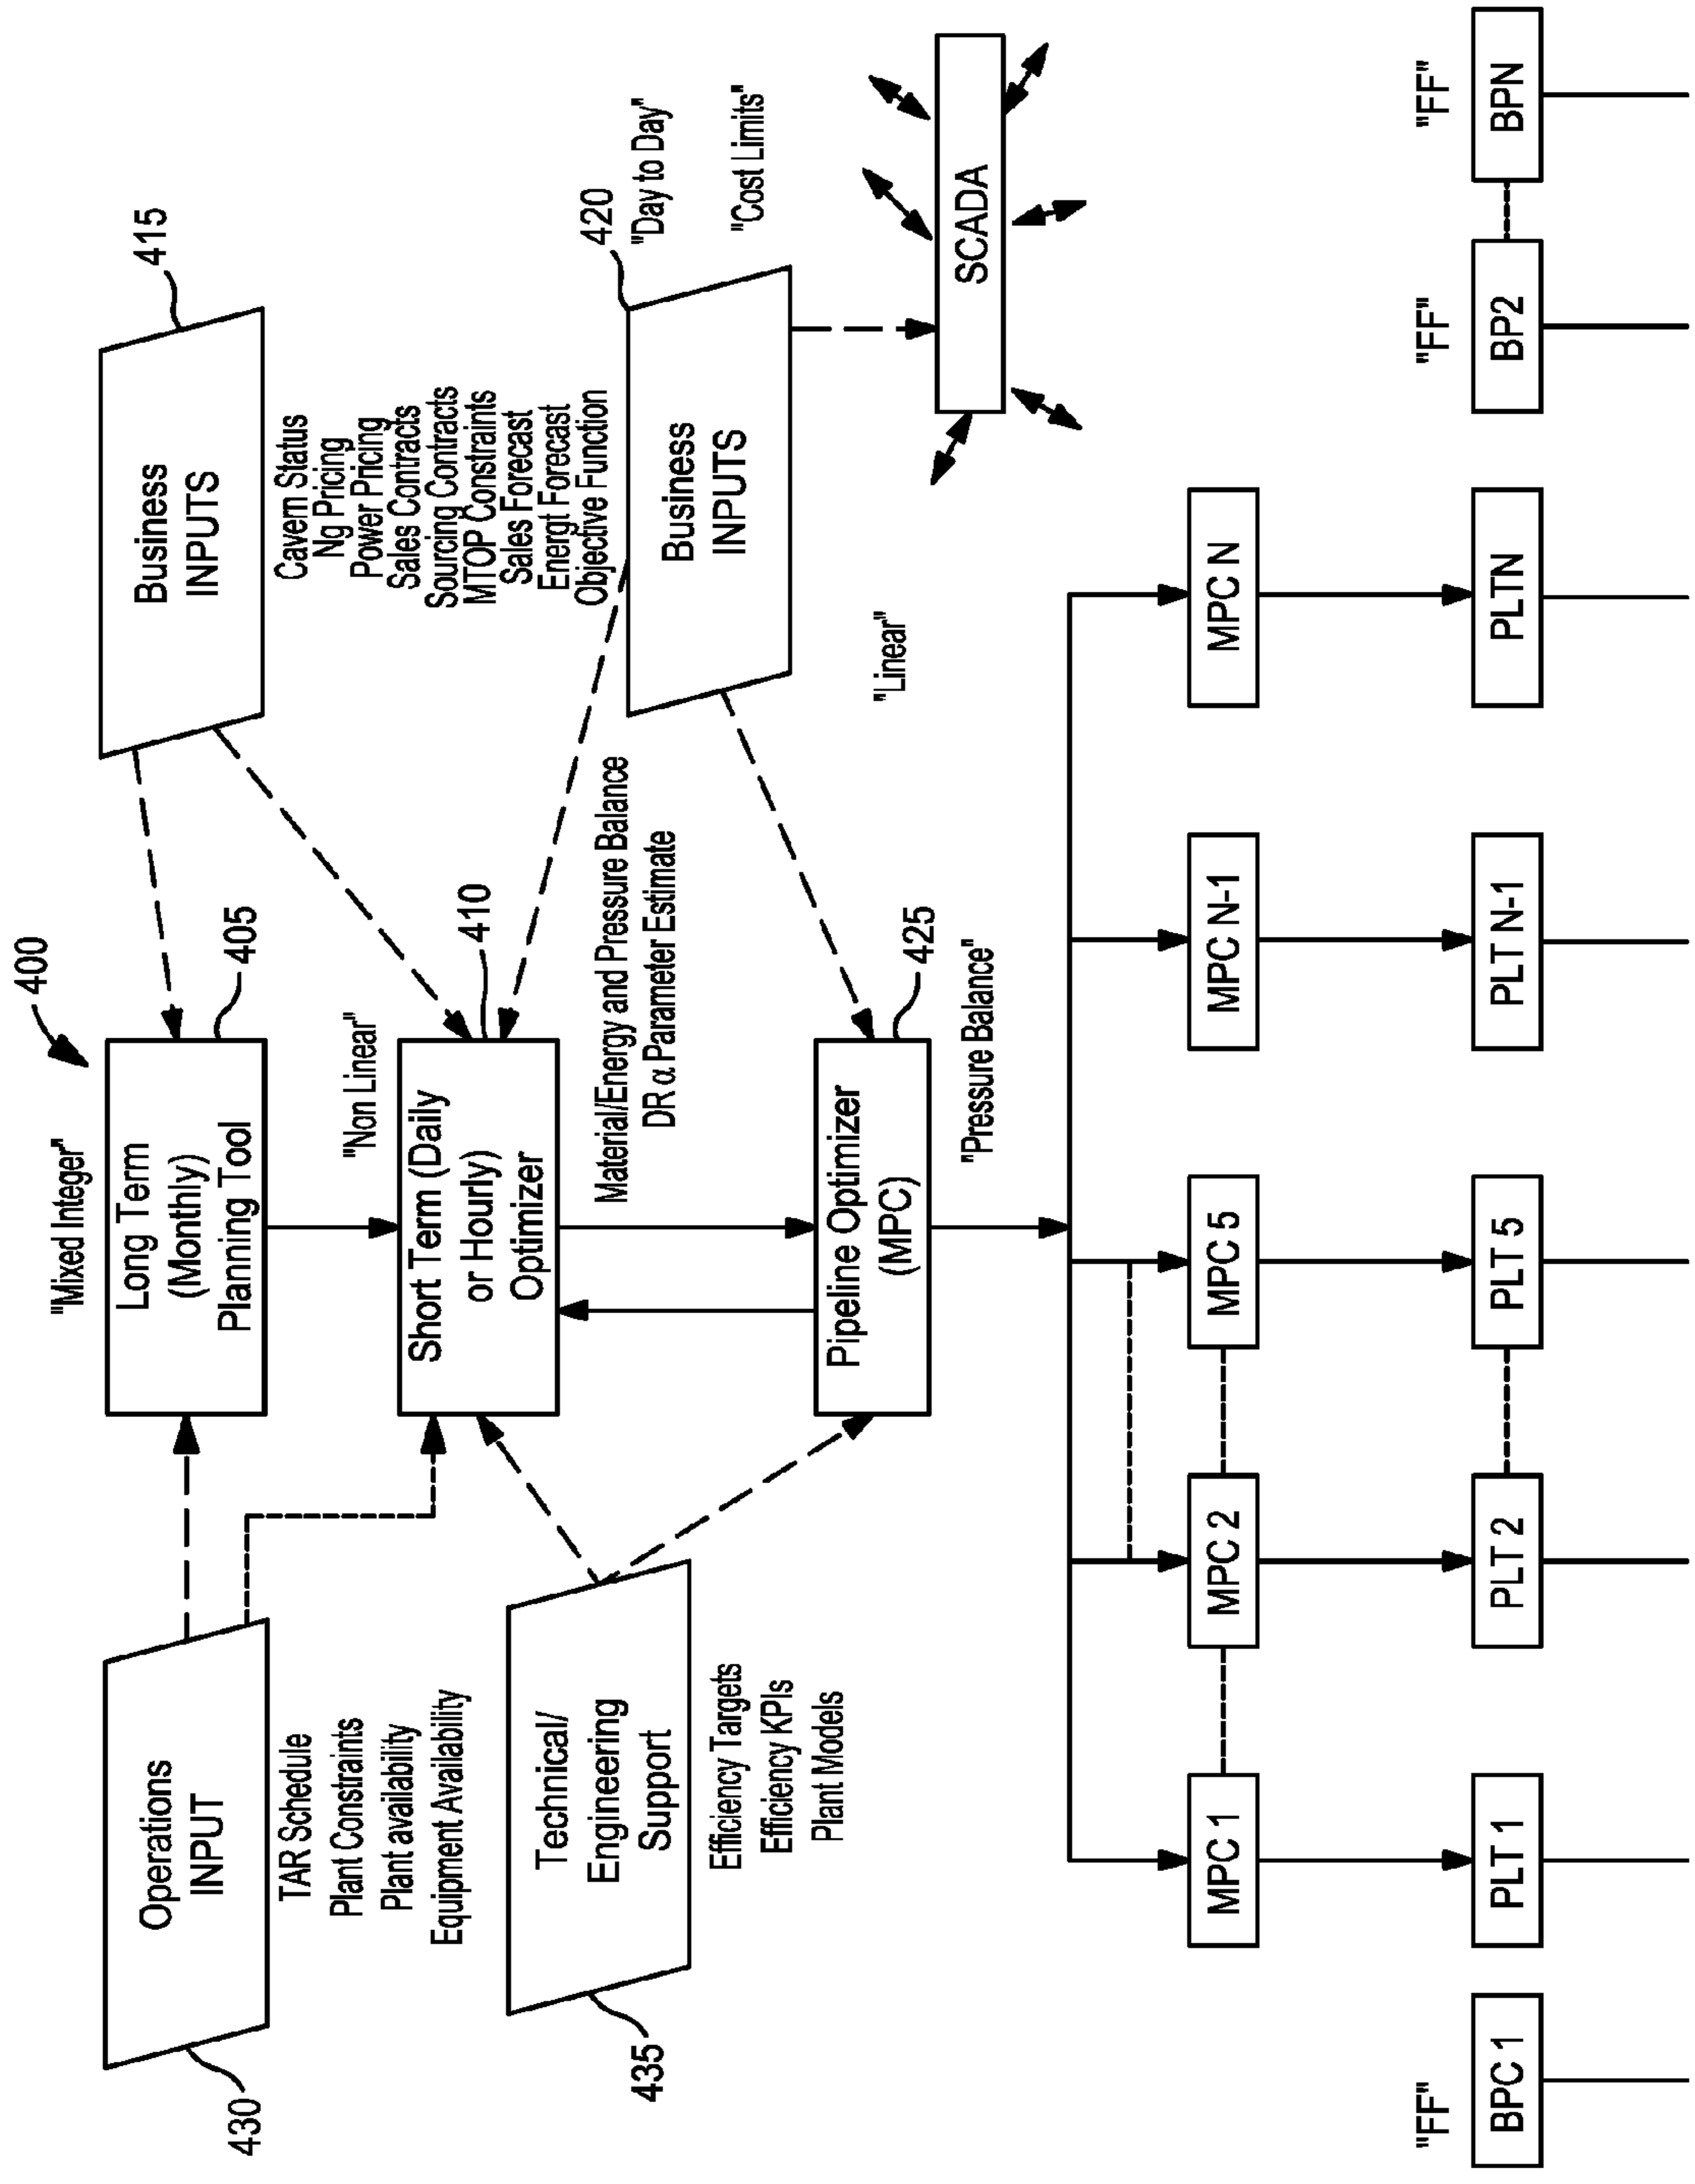 400
"Mixed Integer"
Operations
INPUT
430
TAR Schedule
Plant Constraints
Plant availability
Equipment Availability
Long Term
(Monthly)
Planning Tool
405
Business
INPUTS
415
Cavern Status
Ng Pricing
Power Pricing
Sales Contracts
Sourcing Contracts
MTOP Constraints
Sales Forecast
Energt Forecast
Objective Function
"Non Linear"
Short Term (Daily
or Hourly)
Optimizer
410
Technical/
Engineering
Support
435
Efficiency Targets
Efficiency KPIs
Plant Models
Material/Energy and Pressure Balance
DR α Parameter Estimate
Business
INPUTS
420
"Day to Day"
"Cost Limits"
"Linear"
Pipeline Optimizer
(MPC)
425
"Pressure Balance"
SCADA
MPC 1
MPC 2
MPC 5
MPC N-1
MPC N
"FF"
"FF"
"FF"
BPC 1
PLT 1
PLT 2
PLT 5
PLT N-1
PLTN
BP2
BPN